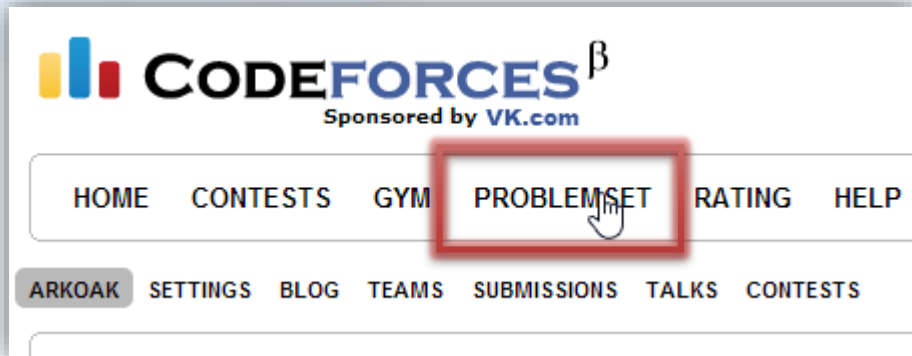 CODEFORCES β
Sponsored by VK.com
HOME CONTESTS GYM PROBLEMSET RATING HELP
ARKOAK SETTINGS BLOG TEAMS SUBMISSIONS TALKS CONTESTS